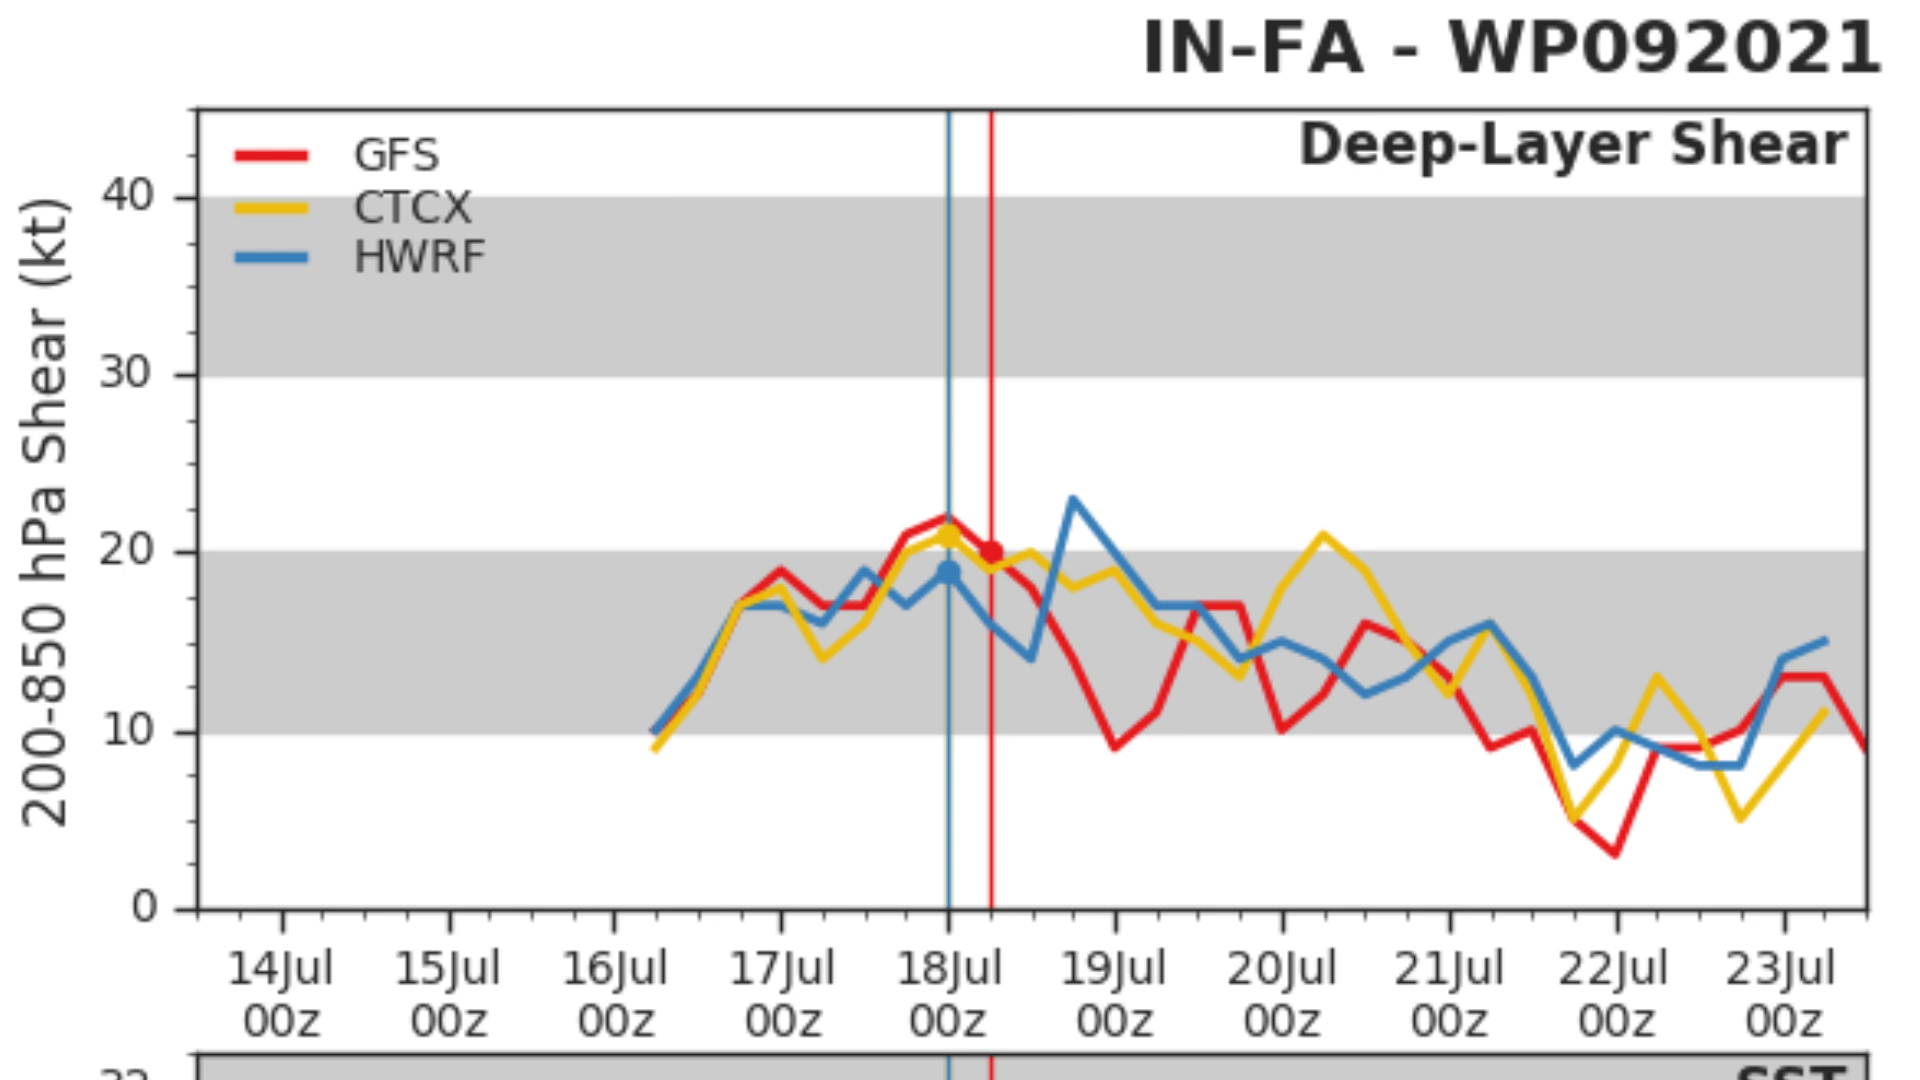 IN-FA - WP092021
Deep-Layer Shear
GFS
CTCX
HWRF
200-850 hPa Shear (kt)
40
30
20
10
0
14Jul 15Jul 16Jul 17Jul 18Jul 19Jul 20Jul 21Jul 22Jul 23Jul
00z 00z 00z 00z 00z 00z 00z 00z 00z 00z
SST